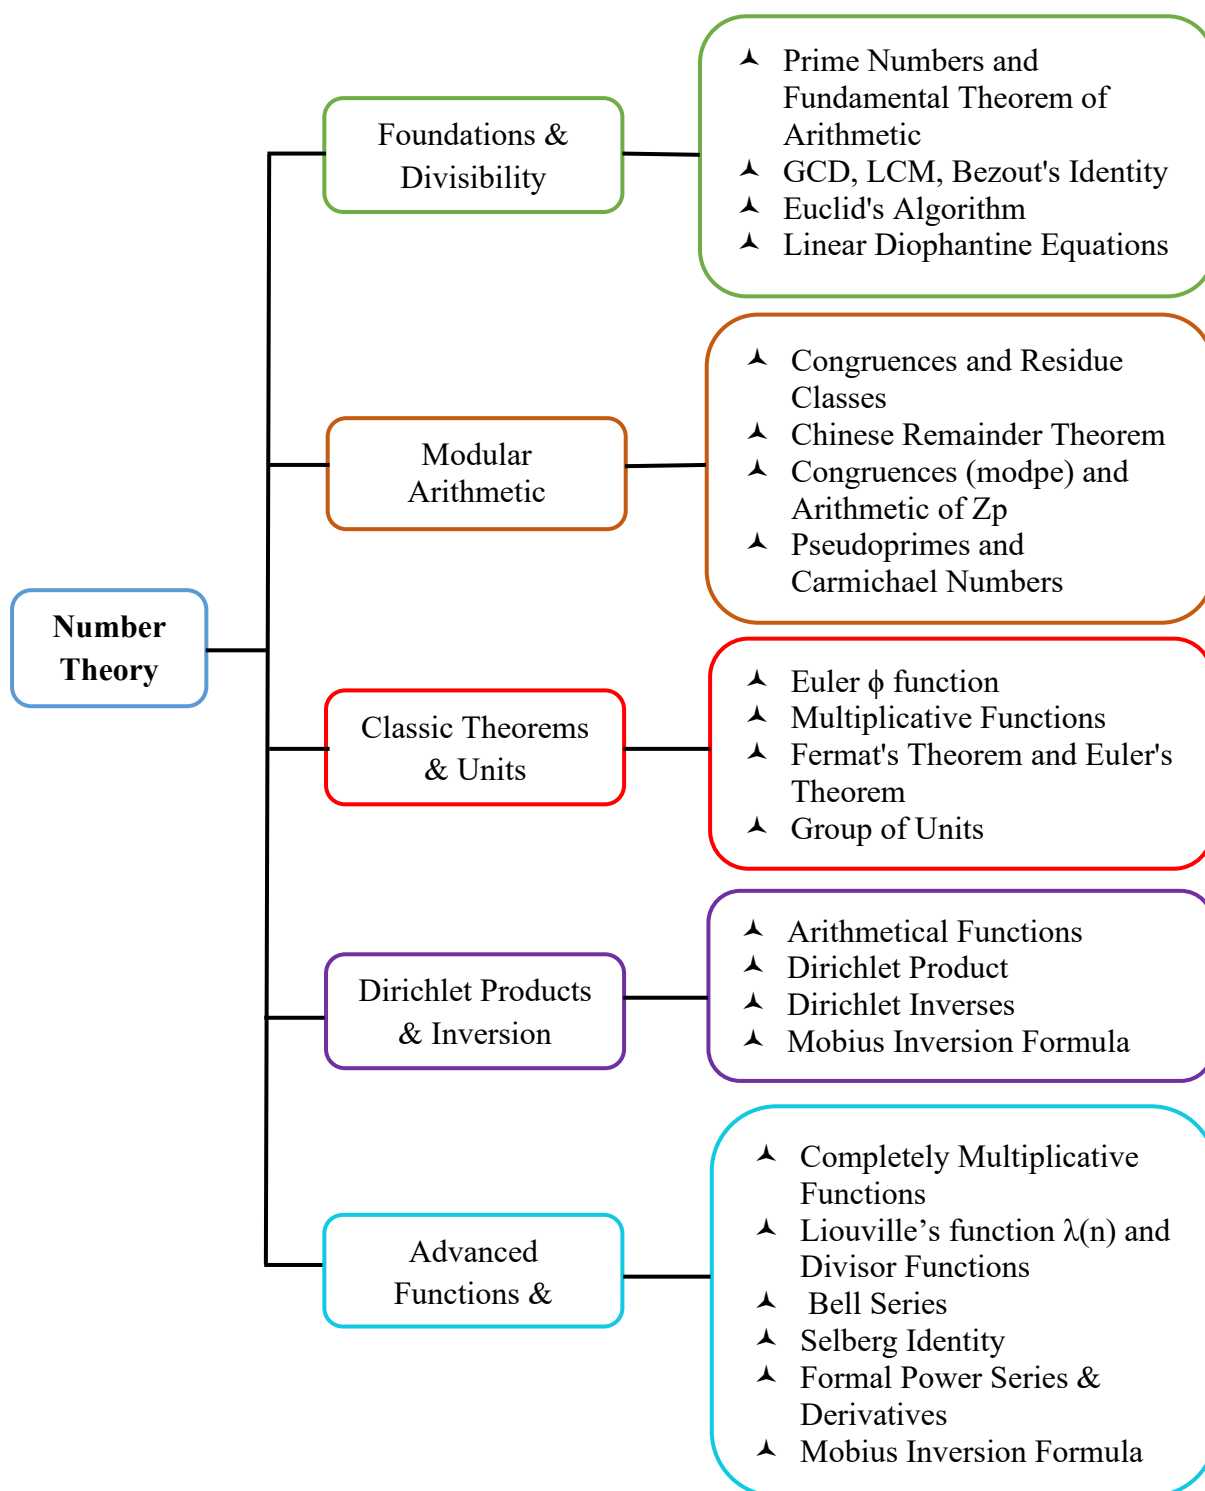 Prime Numbers and
Fundamental Theorem of
Arithmetic
GCD, LCM, Bezout's Identity
Euclid's Algorithm
Linear Diophantine Equations
Foundations &
Divisibility
Congruences and Residue
Classes
Chinese Remainder Theorem
Congruences (modpe) and
Arithmetic of Zp
Pseudoprimes and
Carmichael Numbers
Modular
Arithmetic
Number
Theory
Euler ϕ function
Multiplicative Functions
Fermat's Theorem and Euler's
Theorem
Group of Units
Classic Theorems
& Units
Arithmetical Functions
Dirichlet Product
Dirichlet Inverses
Mobius Inversion Formula
Dirichlet Products
& Inversion
Completely Multiplicative
Functions
Liouville’s function λ(n) and
Divisor Functions
Bell Series
Selberg Identity
Formal Power Series &
Derivatives
Mobius Inversion Formula
Advanced
Functions &